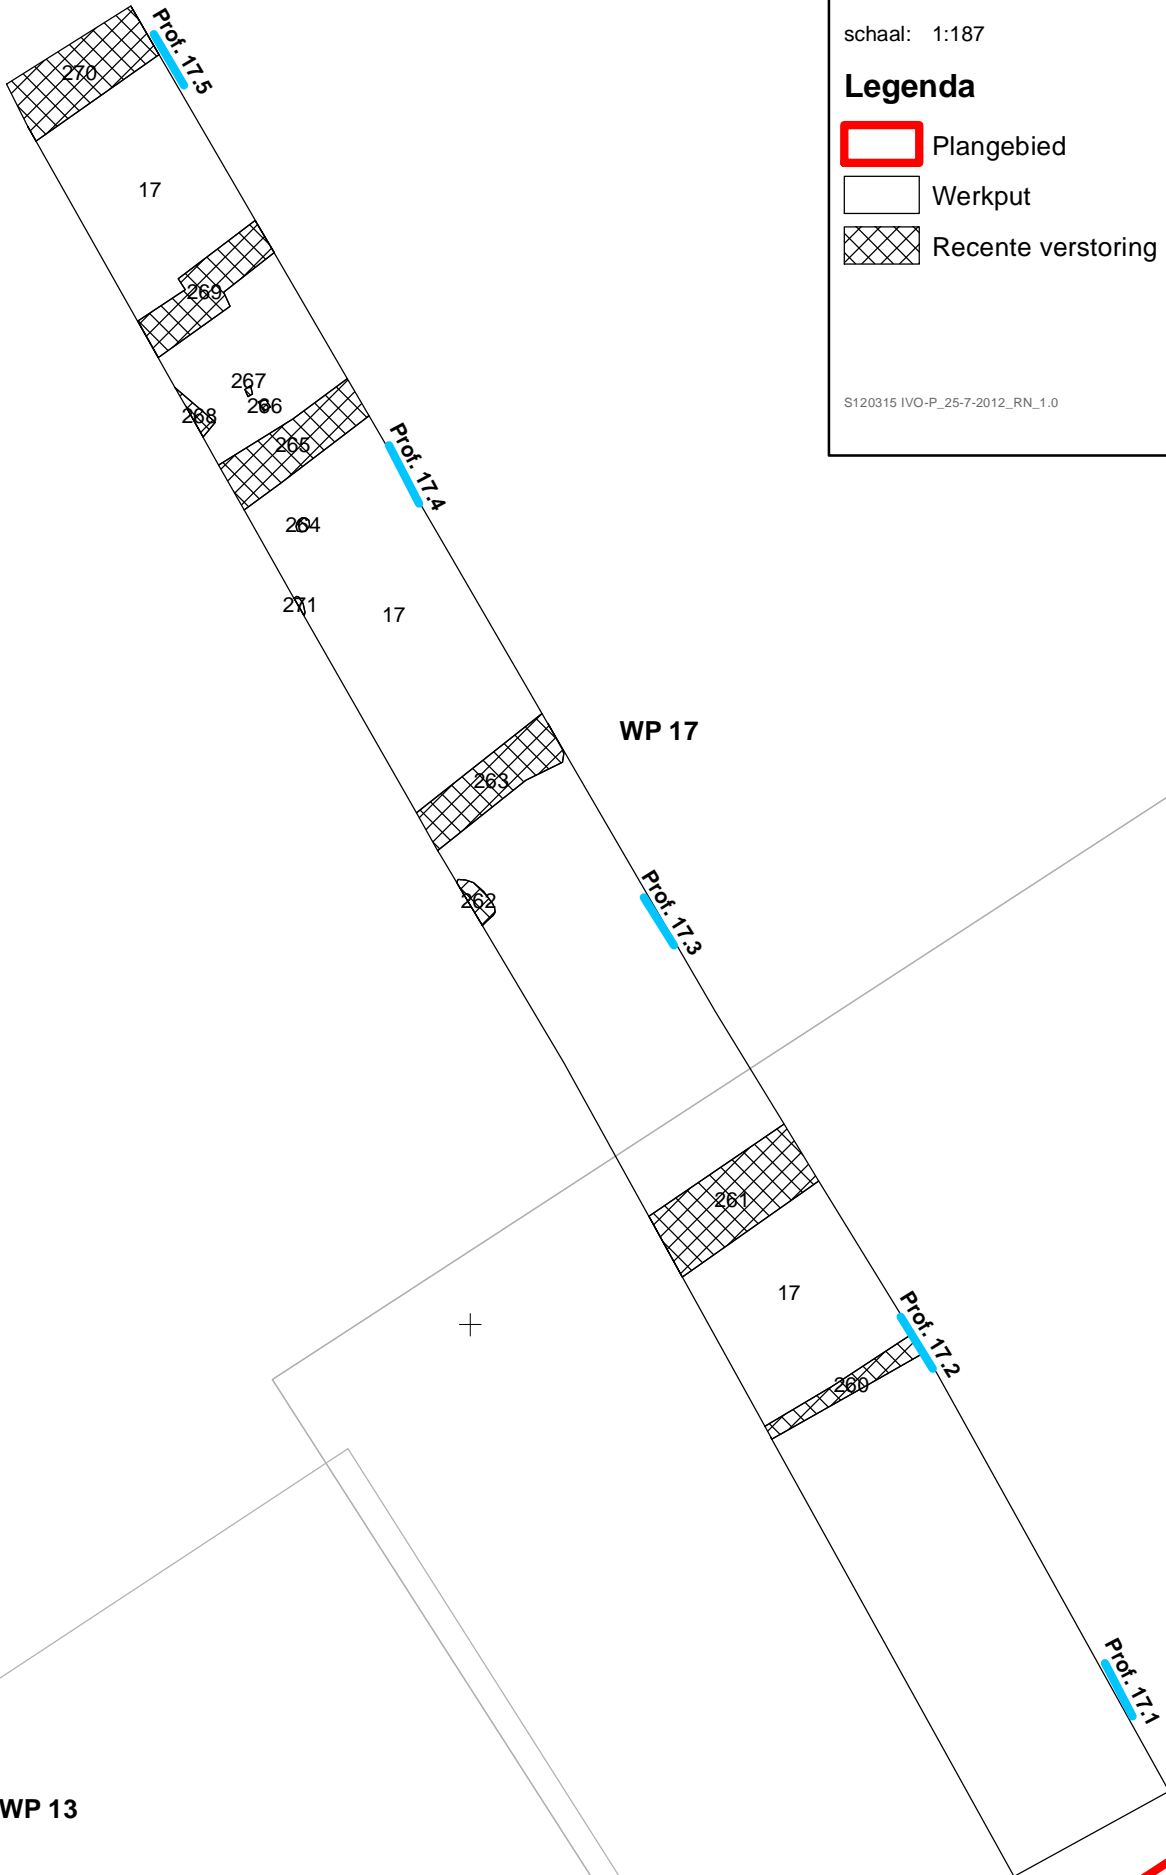 schaal: 1:187
Legenda
Plangebied
Werkput
Recente verstoring
S120315 IVO-P_25-7-2012_RN_1.0
Prof. 17.5
270
17
269
267
266
268
265
Prof. 17.4
264
271
17
WP 17
263
Prof. 17.3
262
261
17
Prof. 17.2
260
Prof. 17.1
WP 13